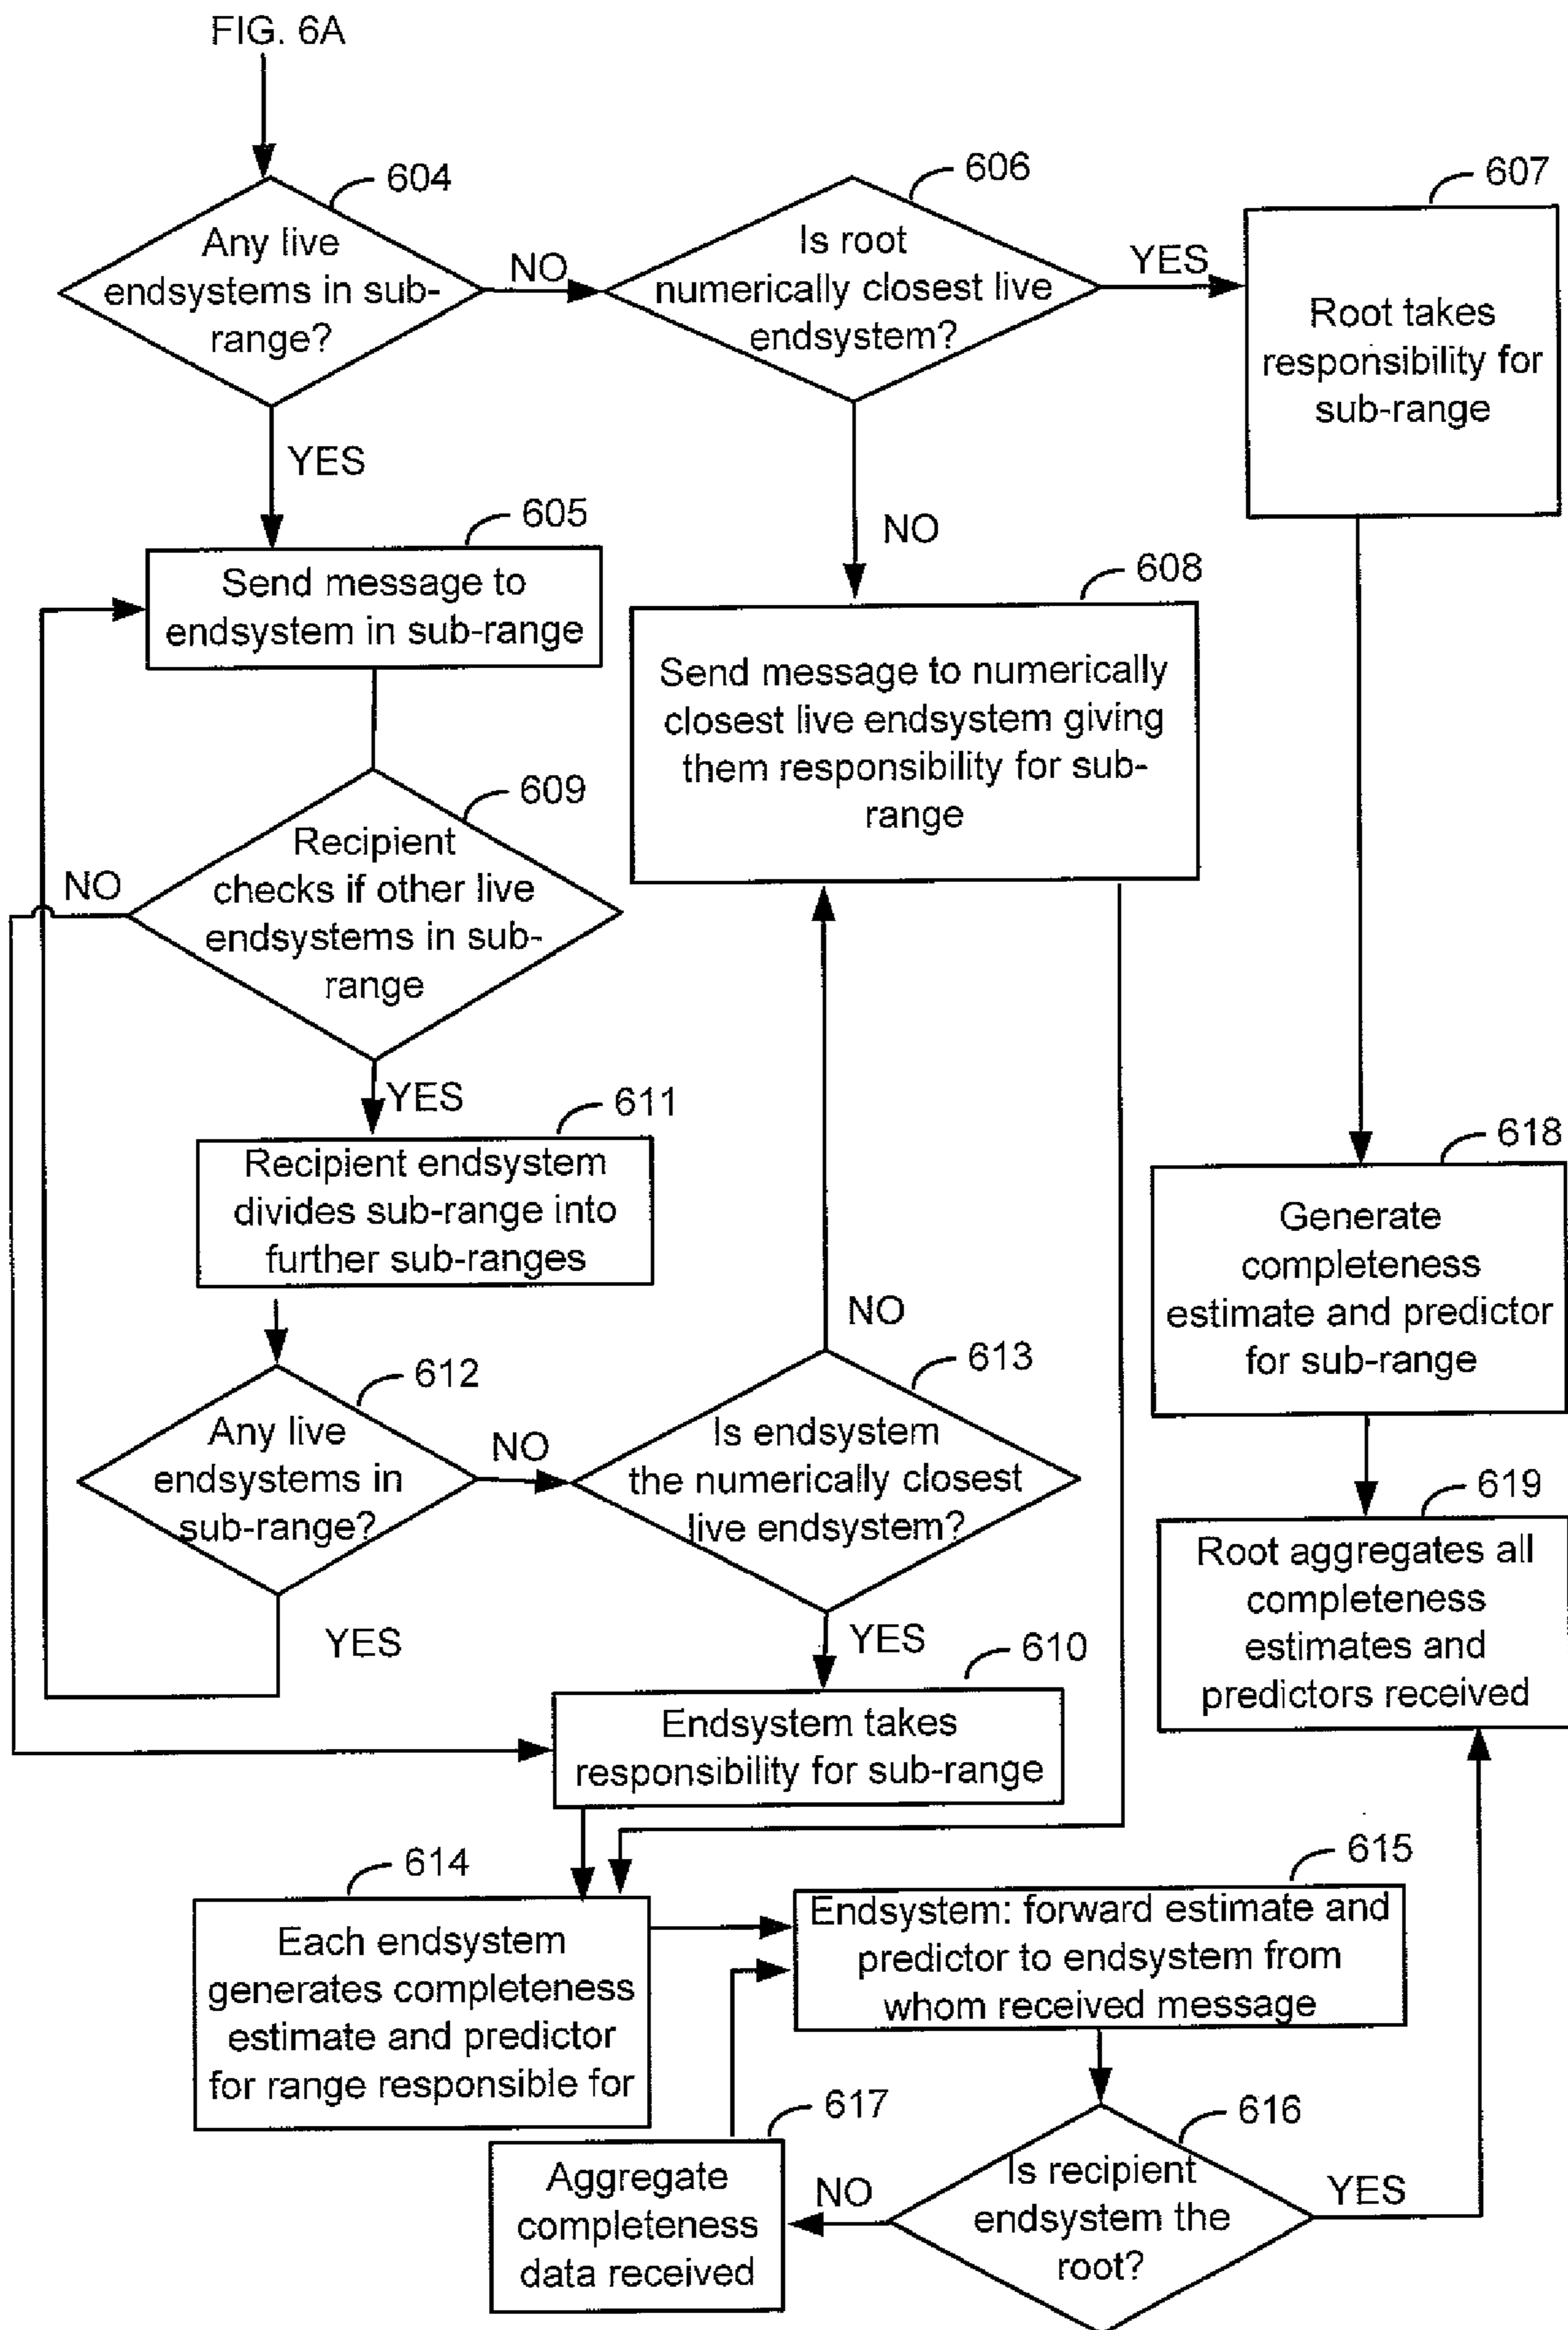 FIG. 6A
604
Any live
endsystems in sub-
range?
NO
606
Is root
numerically closest live
endsystem?
YES
607
Root takes
responsibility for
sub-range
YES
NO
605
Send message to
endsystem in sub-range
608
Send message to numerically
closest live endsystem giving
them responsibility for sub-
range
609
Recipient
checks if other live
endsystems in sub-
range
NO
YES
611
Recipient endsystem
divides sub-range into
further sub-ranges
612
Any live
endsystems in
sub-range?
NO
YES
613
Is endsystem
the numerically closest
live endsystem?
NO
YES
618
Generate
completeness
estimate and predictor
for sub-range
619
Root aggregates all
completeness
estimates and
predictors received
610
Endsystem takes
responsibility for sub-range
614
Each endsystem
generates completeness
estimate and predictor
for range responsible for
615
Endsystem: forward estimate and
predictor to endsystem from
whom received message
617
Aggregate
completeness
data received
NO
616
Is recipient
endsystem the
root?
YES